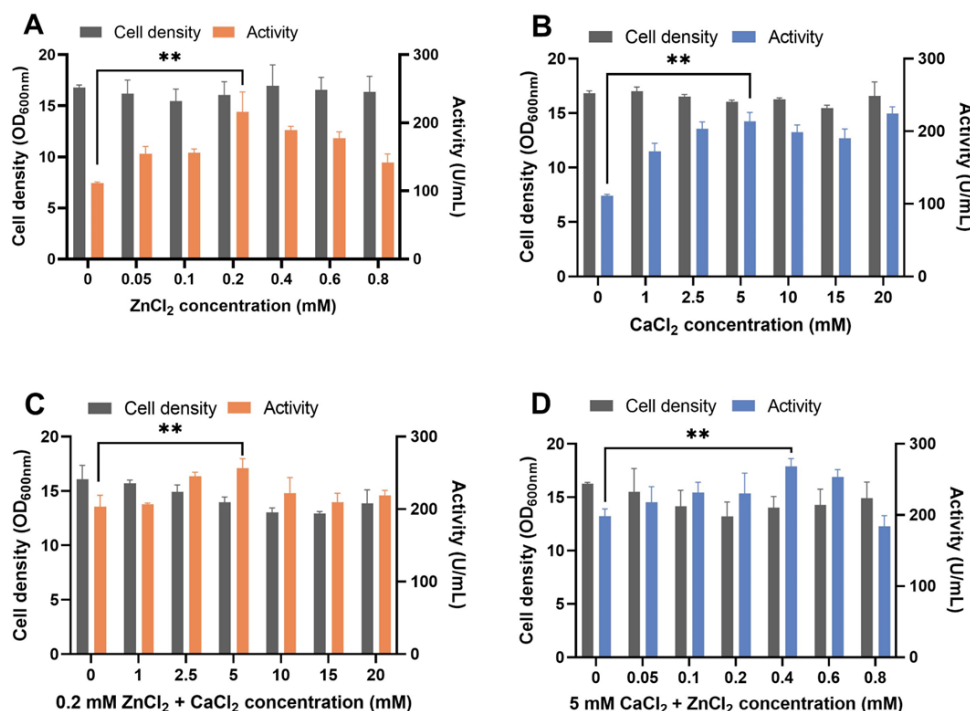 A
Cell density Activity
**
Cell density (OD600nm)
20
15
10
5
0
300
200
100
0
Activity (U/mL)
0 0.05 0.1 0.2 0.4 0.6 0.8
ZnCl2 concentration (mM)
B
Cell density Activity
**
Cell density (OD600nm)
20
15
10
5
0
300
200
100
0
Activity (U/mL)
0 1 2.5 5 10 15 20
CaCl2 concentration (mM)
C
Cell density Activity
**
Cell density (OD600nm)
20
15
10
5
0
300
200
100
0
Activity (U/mL)
0 1 2.5 5 10 15 20
0.2 mM ZnCl2 + CaCl2 concentration (mM)
D
Cell density Activity
**
Cell density (OD600nm)
20
15
10
5
0
300
200
100
0
Activity (U/mL)
0 0.05 0.1 0.2 0.4 0.6 0.8
5 mM CaCl2 + ZnCl2 concentration (mM)